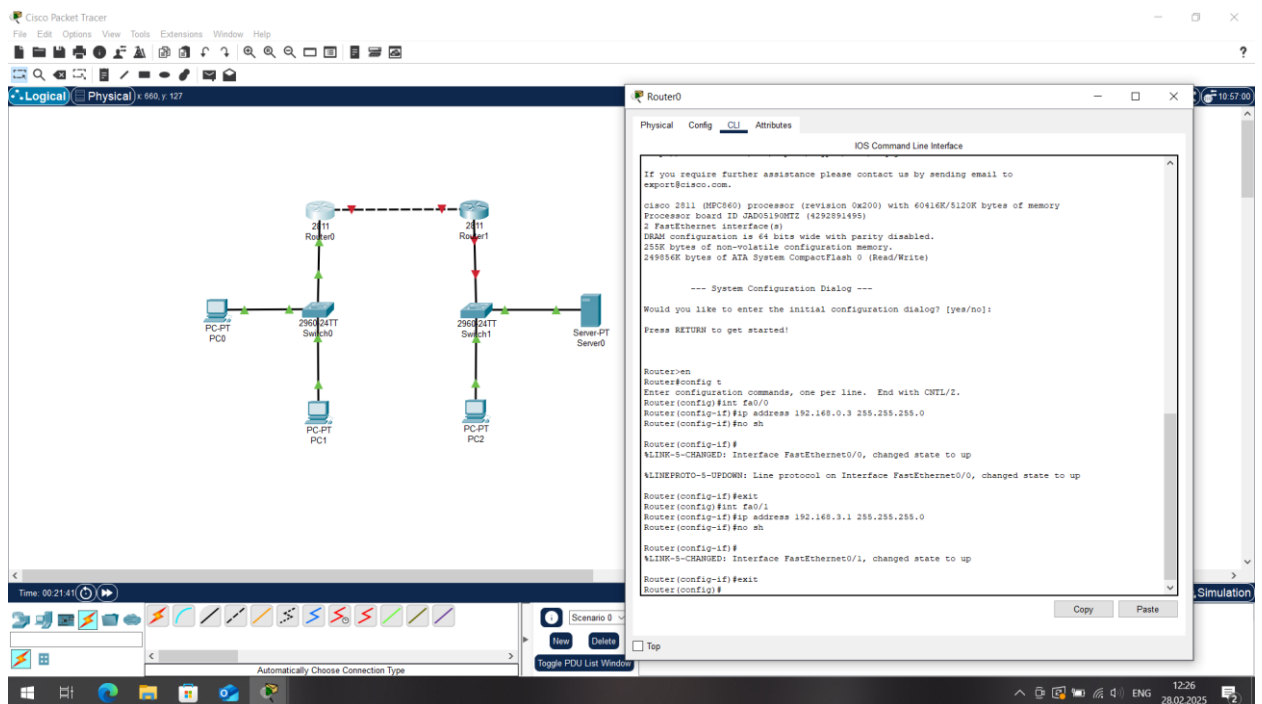 Cisco Packet Tracer
File Edit Options View Tools Extensions Window Help
?
Logical
Physical
x: 660, y: 127
10:57:00
2811
Router0
2811
Router1
PC-PT
PC0
2960-24TT
Switch0
2960-24TT
Switch1
Server-PT
Server0
PC-PT
PC1
PC-PT
PC2
Router0
Physical Config CLI Attributes
IOS Command Line Interface
If you require further assistance please contact us by sending email to
export@cisco.com.
cisco 2811 (MPC860) processor (revision 0x200) with 60416K/5120K bytes of memory
Processor board ID JAD05190MTZ (4292891495)
2 FastEthernet interface(s)
DRAM configuration is 64 bits wide with parity disabled.
255K bytes of non-volatile configuration memory.
249856K bytes of ATA System CompactFlash 0 (Read/Write)
--- System Configuration Dialog ---
Would you like to enter the initial configuration dialog? [yes/no]:
Press RETURN to get started!
Router>en
Router#config t
Enter configuration commands, one per line. End with CNTL/Z.
Router(config)#int fa0/0
Router(config-if)#ip address 192.168.0.3 255.255.255.0
Router(config-if)#no sh
Router(config-if)#
%LINK-5-CHANGED: Interface FastEthernet0/0, changed state to up
%LINEPROTO-5-UPDOWN: Line protocol on Interface FastEthernet0/0, changed state to up
Router(config-if)#exit
Router(config)#int fa0/1
Router(config-if)#ip address 192.168.3.1 255.255.255.0
Router(config-if)#no sh
Router(config-if)#
%LINK-5-CHANGED: Interface FastEthernet0/1, changed state to up
Router(config-if)#exit
Router(config)#
Copy Paste
Top
Time: 00:21:41
Simulation
Scenario 0
New Delete
Toggle PDU List Window
Automatically Choose Connection Type
ENG
12:26
28.02.2025
2